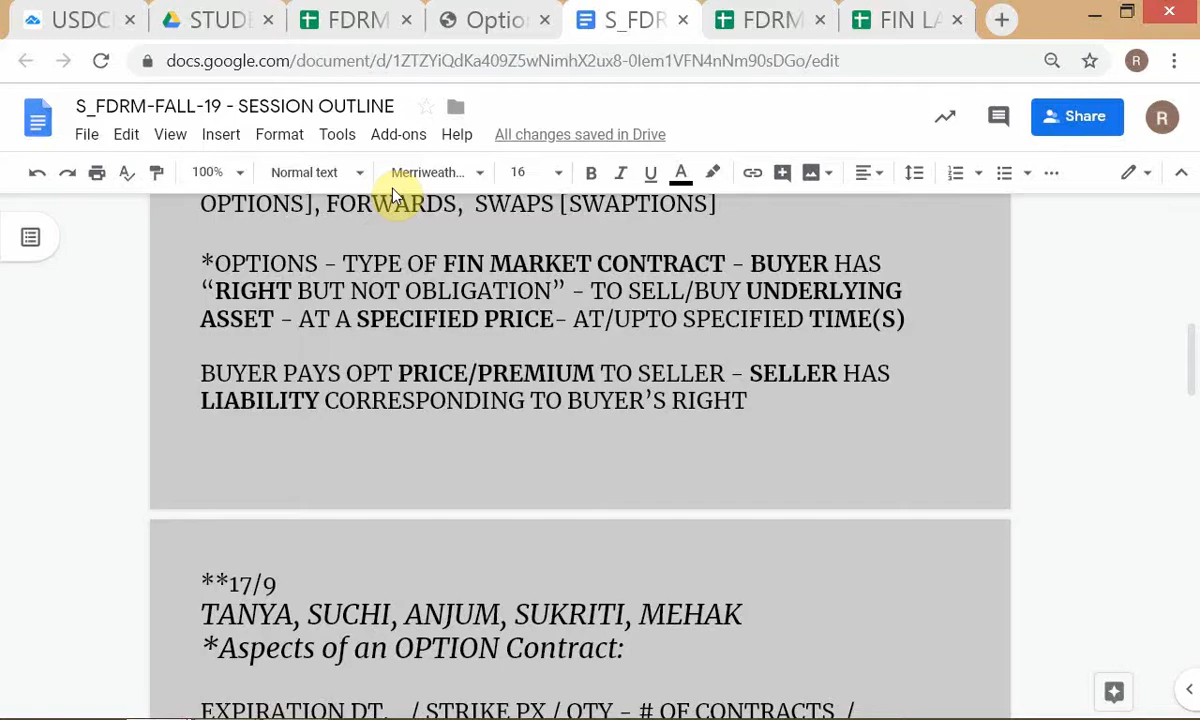 USDC
STUD
FDRM
Optio
S_FDR
FDRM
FIN LA
docs.google.com/document/d/1ZTZYiQdKa409Z5wNimhX2ux8-0Iem1VFN4nNm90sDGo/edit
R
S_FDRM-FALL-19 - SESSION OUTLINE
Share
R
File Edit View Insert Format Tools Add-ons Help All changes saved in Drive
100% Normal text Merriweath... 16 B I U A
OPTIONS], FORWARDS, SWAPS [SWAPTIONS]
*OPTIONS - TYPE OF FIN MARKET CONTRACT - BUYER HAS
“RIGHT BUT NOT OBLIGATION” - TO SELL/BUY UNDERLYING
ASSET - AT A SPECIFIED PRICE- AT/UPTO SPECIFIED TIME(S)
BUYER PAYS OPT PRICE/PREMIUM TO SELLER - SELLER HAS
LIABILITY CORRESPONDING TO BUYER’S RIGHT
**17/9
TANYA, SUCHI, ANJUM, SUKRITI, MEHAK
*Aspects of an OPTION Contract:
EXPIRATION DT. / STRIKE PX / QTY - # OF CONTRACTS /